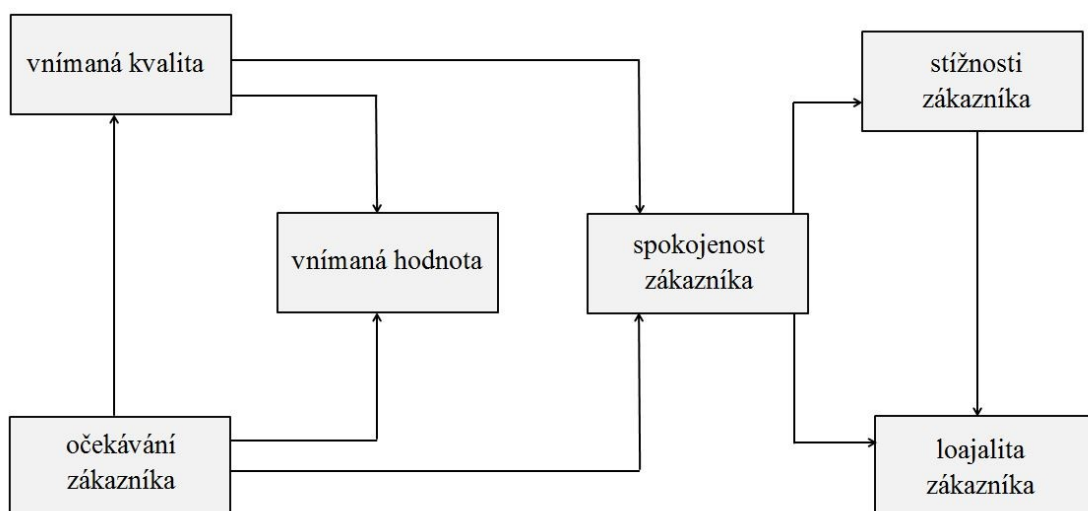 vnímaná kvalita
stížnosti
zákazníka
vnímaná hodnota
spokojenost
zákazníka
očekávání
zákazníka
loajalita
zákazníka